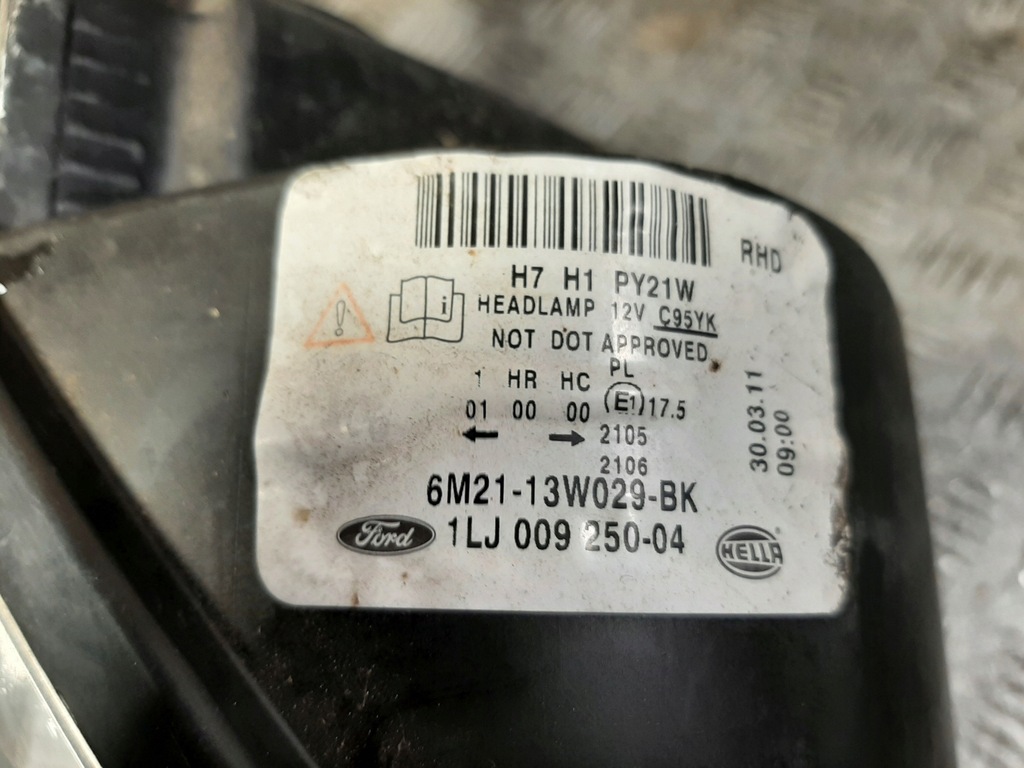 RHD
H7 H1 PY21W
HEADLAMP 12V C95YK
NOT DOT APPROVED
1 HR HC PL
01 00 00 E1 17.5
2105
2106
30.03.11
09:00
6M21-13W029-BK
Ford 1LJ 009 250-04 HELLA